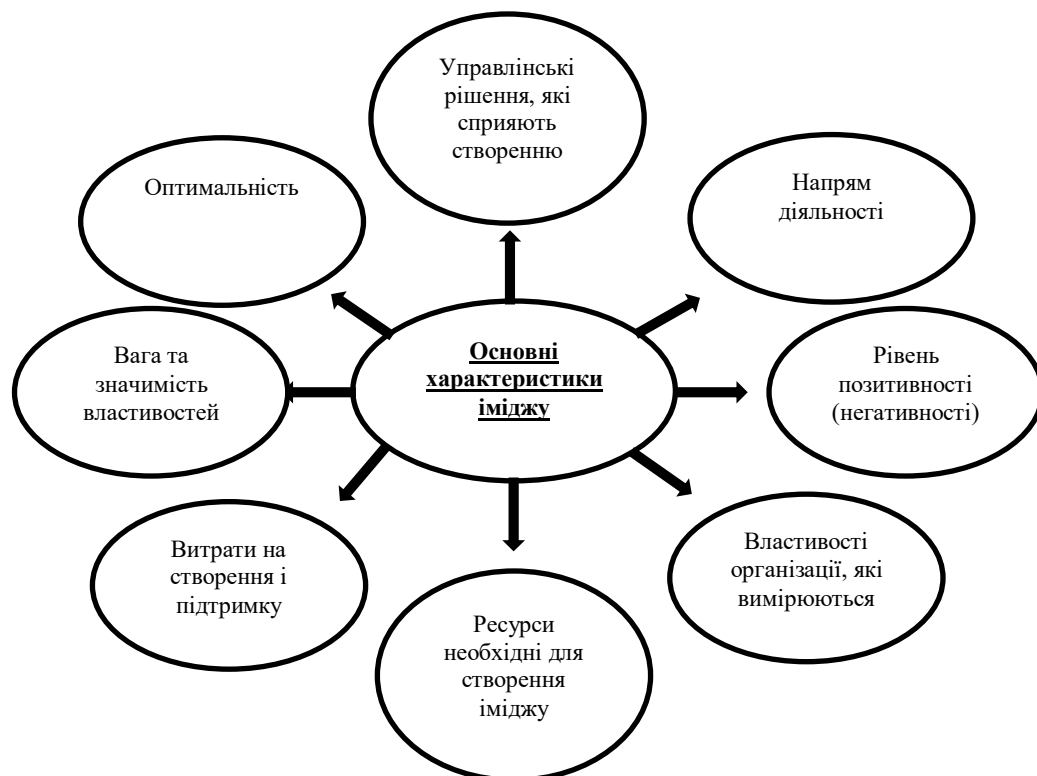 Управлінські
рішення, які
сприяють
створенню
Оптимальність
Напрям
діяльності
Вага та
значимість
властивостей
Основні
характеристики
іміджу
Рівень
позитивності
(негативності)
Витрати на
створення і
підтримку
Властивості
організації, які
вимірюються
Ресурси
необхідні для
створення
іміджу